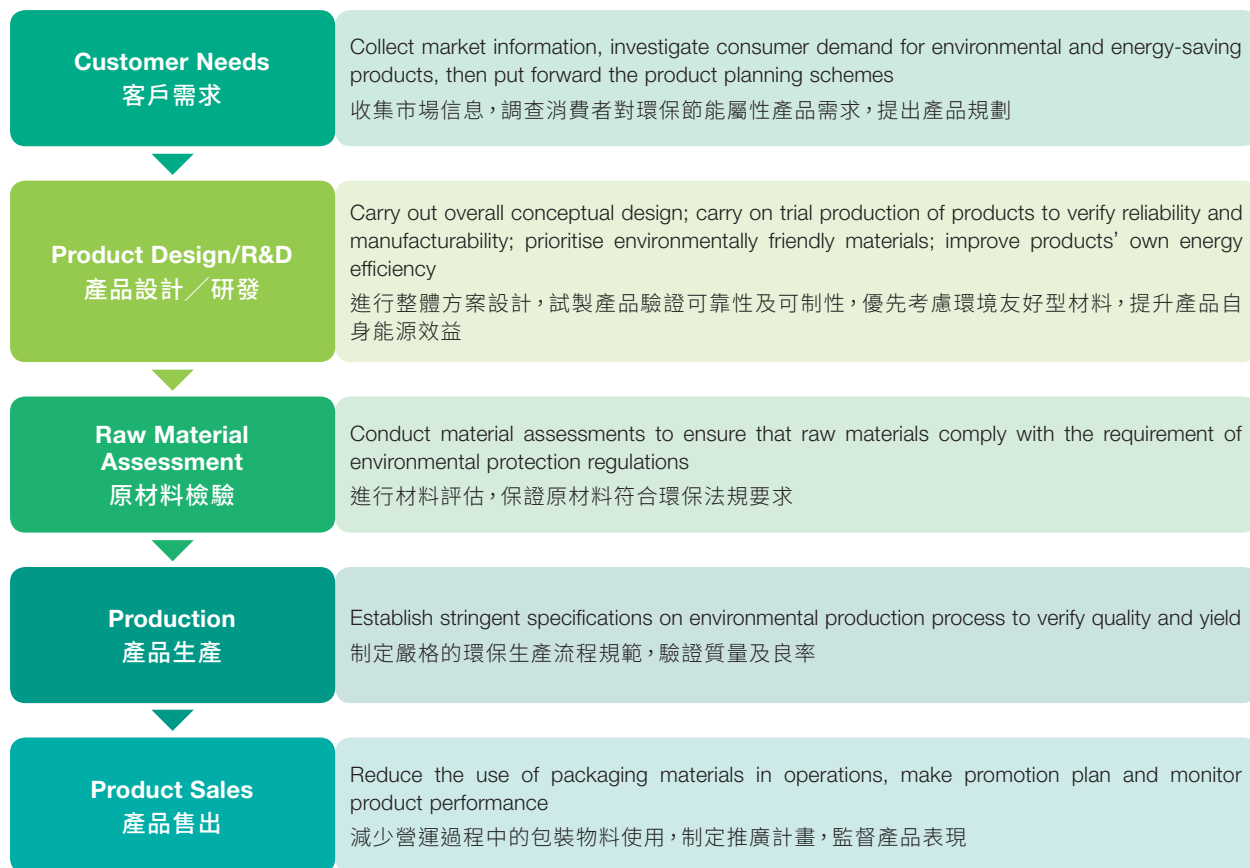 Customer Needs
客戶需求
Collect market information, investigate consumer demand for environmental and energy-saving
products, then put forward the product planning schemes
收集市場信息，調查消費者對環保節能屬性產品需求，提出產品規劃
Product Design/R&D
產品設計／研發
Carry out overall conceptual design; carry on trial production of products to verify reliability and
manufacturability; prioritise environmentally friendly materials; improve products’ own energy
efficiency
進行整體方案設計，試製產品驗證可靠性及可制性，優先考慮環境友好型材料，提升產品自
身能源效益
Raw Material
Assessment
原材料檢驗
Conduct material assessments to ensure that raw materials comply with the requirement of
environmental protection regulations
進行材料評估，保證原材料符合環保法規要求
Production
產品生產
Establish stringent specifications on environmental production process to verify quality and yield
制定嚴格的環保生產流程規範，驗證質量及良率
Product Sales
產品售出
Reduce the use of packaging materials in operations, make promotion plan and monitor
product performance
減少營運過程中的包裝物料使用，制定推廣計畫，監督產品表現